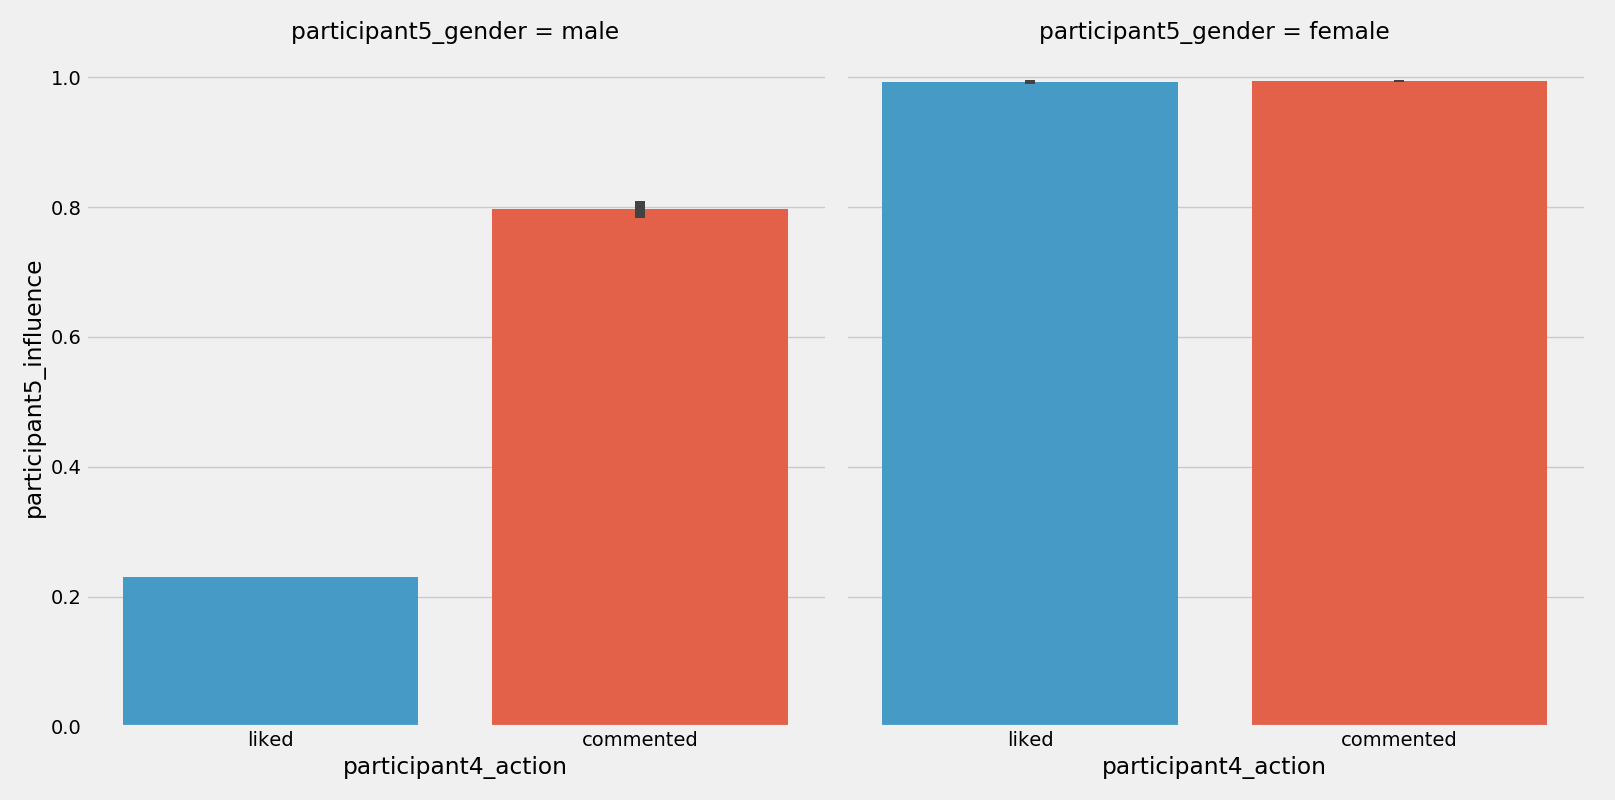 participant5_gender = male
participant5_gender = female
participant5_influence
1.0
0.8
0.6
0.4
0.2
0.0
liked
commented
liked
commented
participant4_action
participant4_action